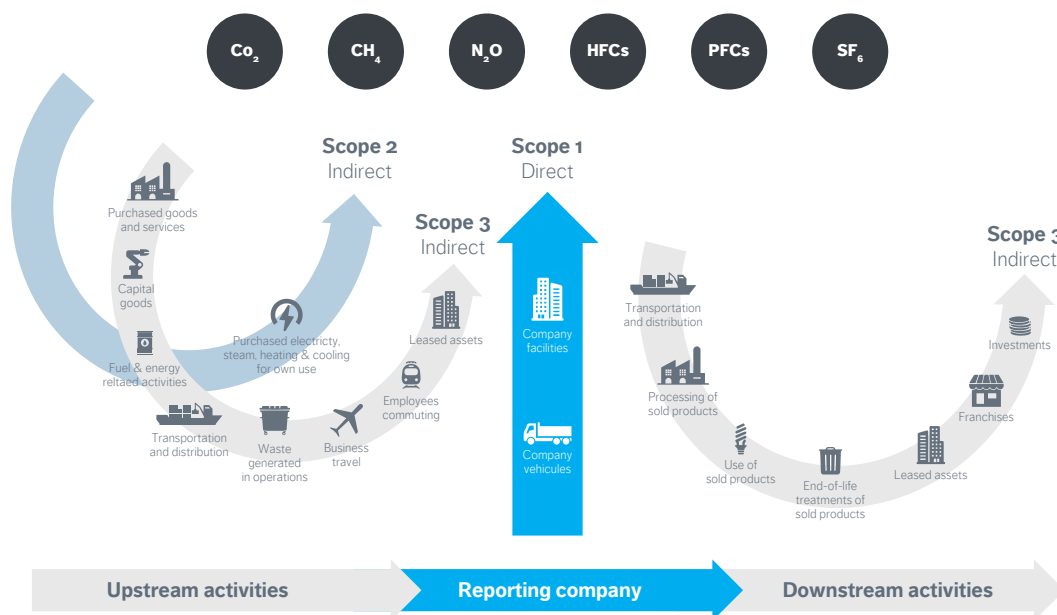 Co₂
CH₄
N₂O
HFCs
PFCs
SF₆
Scope 2
Indirect
Scope 1
Direct
Scope 3
Indirect
Scope 3
Indirect
Purchased goods
and services
Capital
goods
Fuel & energy
reltaed activities
Transportation
and distribution
Waste
generated
in operations
Business
travel
Employees
commuting
Leased assets
Purchased electricty,
steam, heating & cooling
for own use
Company
facilities
Company
vehicules
Transportation
and distribution
Processing of
sold products
Use of
sold products
End-of-life
treatments of
sold products
Leased assets
Franchises
Investments
Upstream activities
Reporting company
Downstream activities